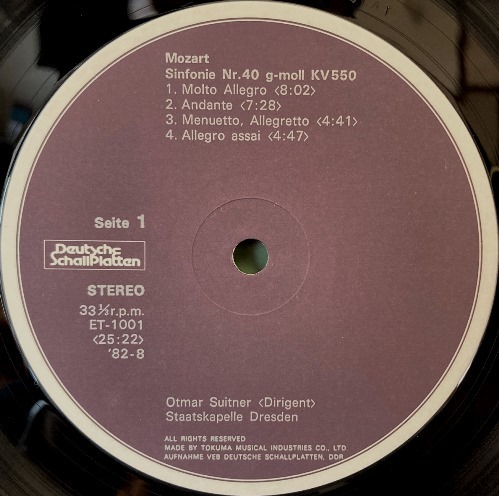 Mozart
Sinfonie Nr.40 g-moll KV550
1. Molto Allegro <8:02>
2. Andante <7:28>
3. Menuetto, Allegretto <4:41>
4. Allegro assai <4:47>
Seite 1
Deutsche
Schallplatten
STEREO
33⅓r.p.m.
ET-1001
<25:22>
'82-8
Otmar Suitner <Dirigent>
Staatskapelle Dresden
ALL RIGHTS RESERVED
MADE BY TOKUMA MUSICAL INDUSTRIES CO., LTD
AUFNAHME VEB DEUTSCHE SCHALLPLATTEN, DDR